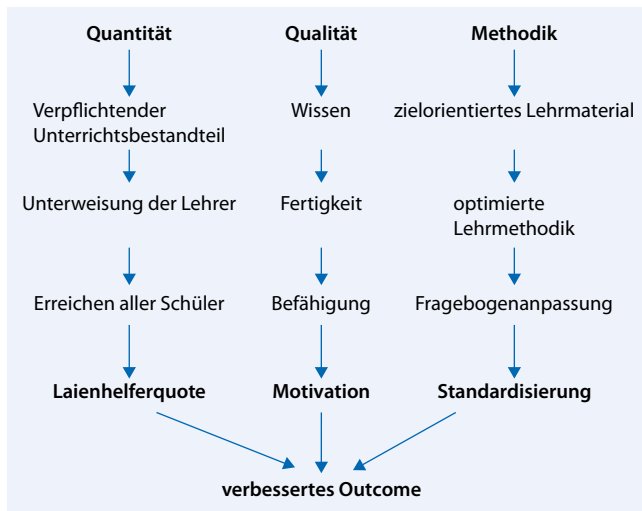 Quantität
Qualität
Methodik
Verpflichtender
Unterrichtsbestandteil
Wissen
zielorientiertes Lehrmaterial
Unterweisung der Lehrer
Fertigkeit
optimierte
Lehrmethodik
Erreichen aller Schüler
Befähigung
Fragebogenanpassung
Laienhelferquote
Motivation
Standardisierung
verbessertes Outcome